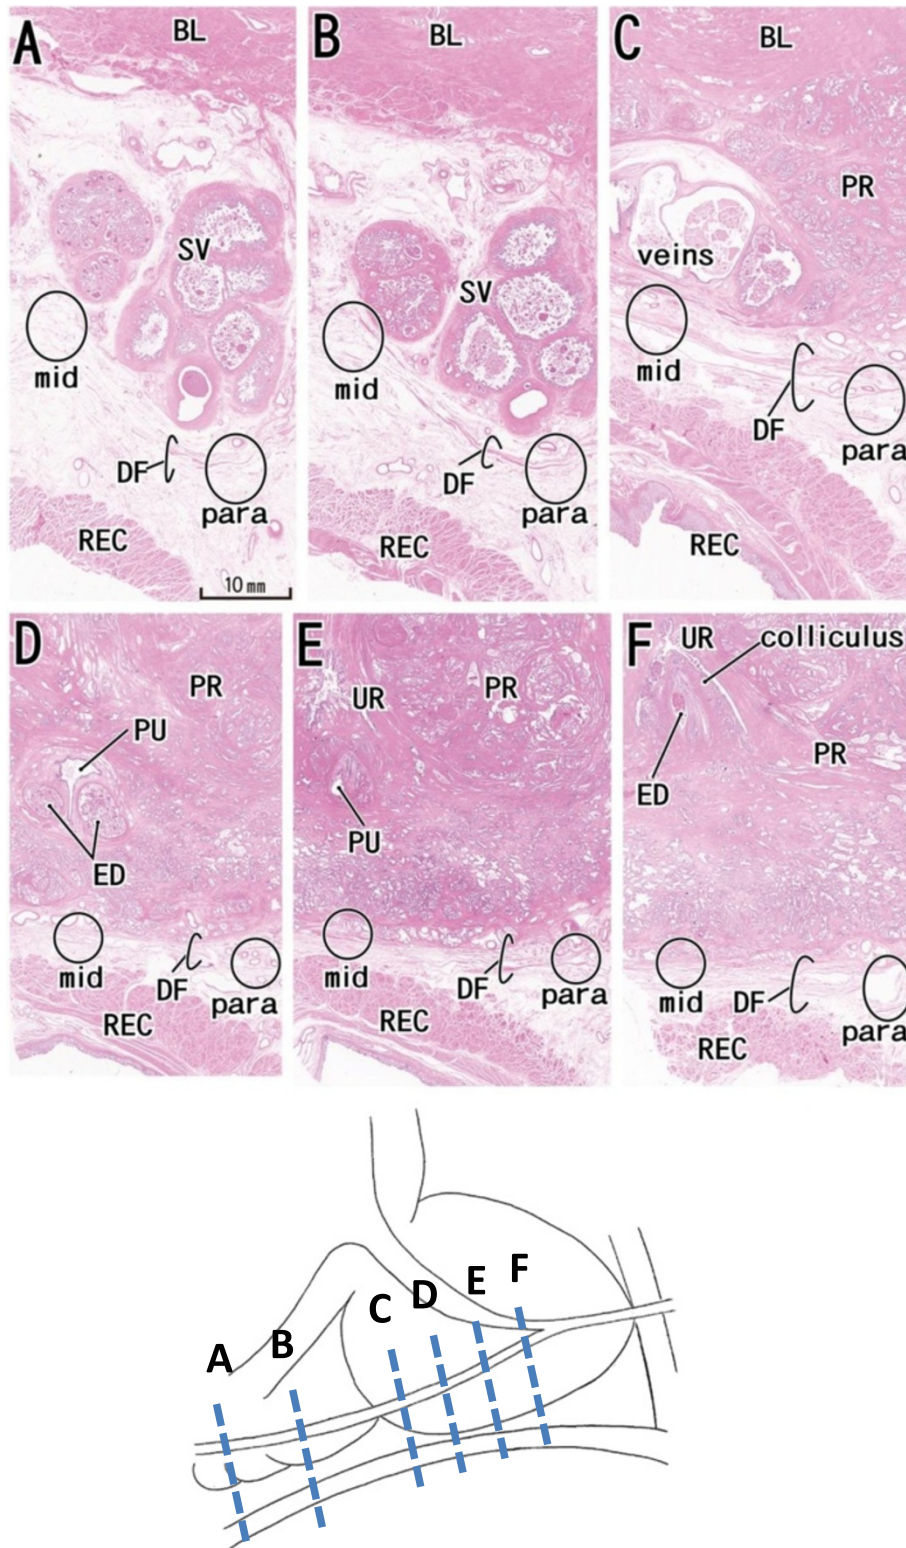 A
BL
SV
mid
DF
para
REC
10 mm
B
BL
SV
mid
DF
para
REC
C
BL
PR
veins
mid
DF
para
REC
D
PR
PU
ED
mid
DF
para
REC
E
UR
PR
PU
mid
DF
para
REC
F
UR
colliculus
PR
ED
mid
DF
para
REC
A
B
C
D
E
F